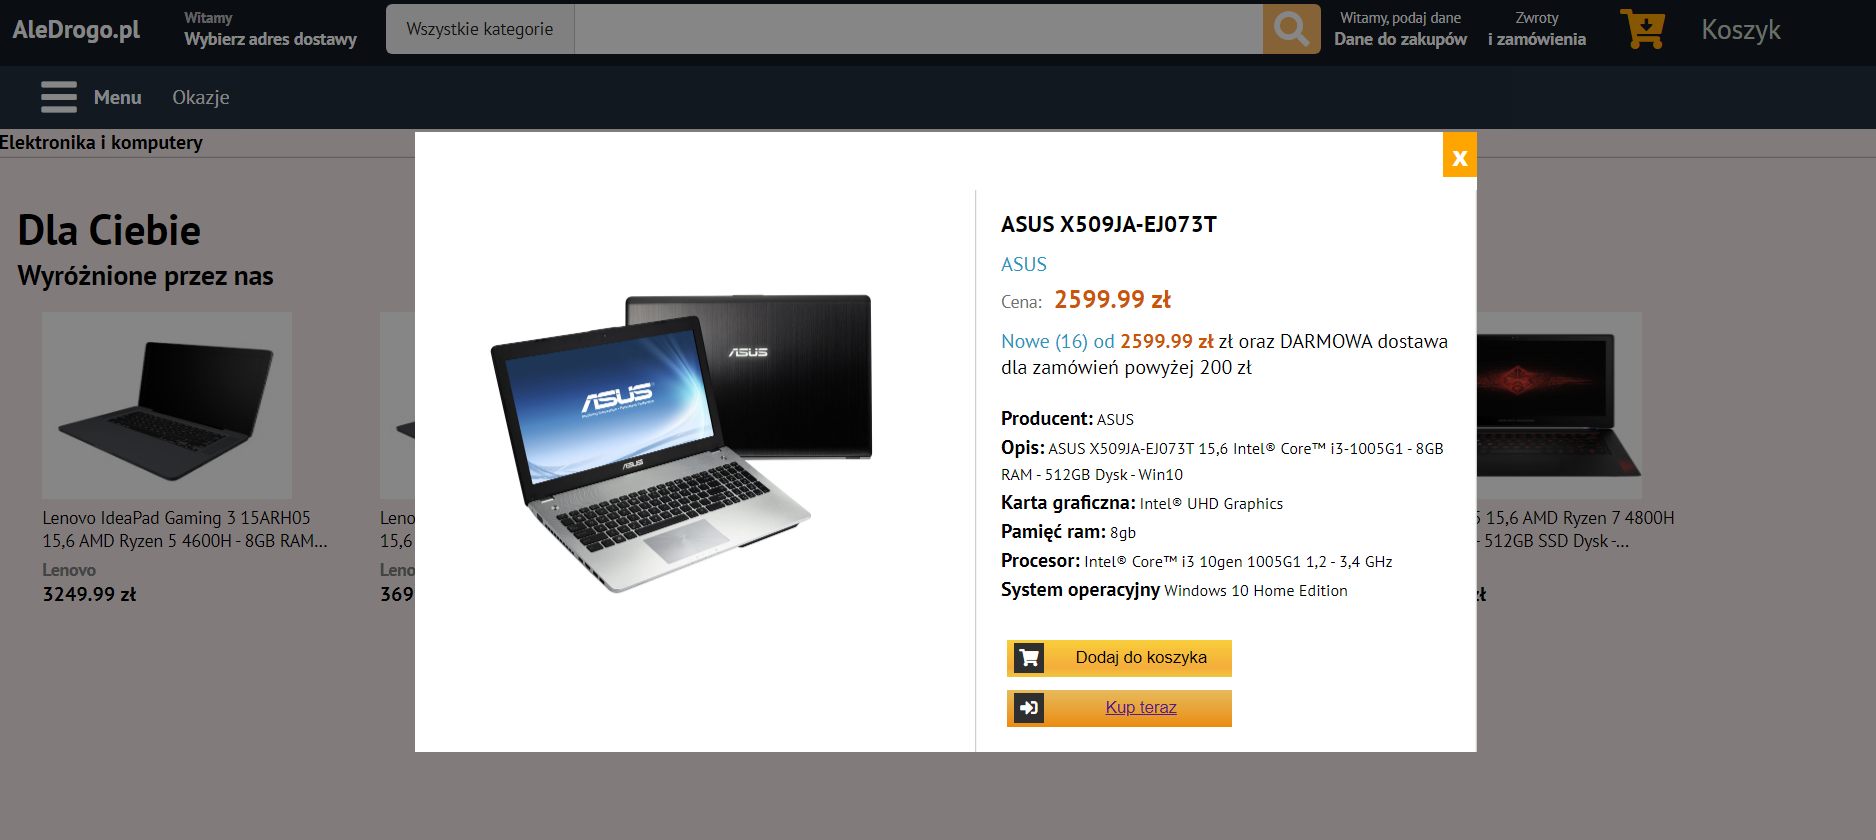 AleDrogo.pl
Witamy
Wybierz adres dostawy
Wszystkie kategorie
Witamy, podaj dane
Dane do zakupów
Zwroty
i zamówienia
Koszyk
Menu
Okazje
Elektronika i komputery
x
Dla Ciebie
Wyróżnione przez nas
Lenovo IdeaPad Gaming 3 15ARH05
15,6 AMD Ryzen 5 4600H - 8GB RAM...
Lenovo
3249.99 zł
Leno
15,6
Leno
369
ASUS
ASUS
ASUS
ASUS X509JA-EJ073T
ASUS
Cena: 2599.99 zł
Nowe (16) od 2599.99 zł zł oraz DARMOWA dostawa
dla zamówień powyżej 200 zł
Producent: ASUS
Opis: ASUS X509JA-EJ073T 15,6 Intel® Core™ i3-1005G1 - 8GB
RAM - 512GB Dysk - Win10
Karta graficzna: Intel® UHD Graphics
Pamięć ram: 8gb
Procesor: Intel® Core™ i3 10gen 1005G1 1,2 - 3,4 GHz
System operacyjny Windows 10 Home Edition
Dodaj do koszyka
Kup teraz
5 15,6 AMD Ryzen 7 4800H
- 512GB SSD Dysk -...
zł